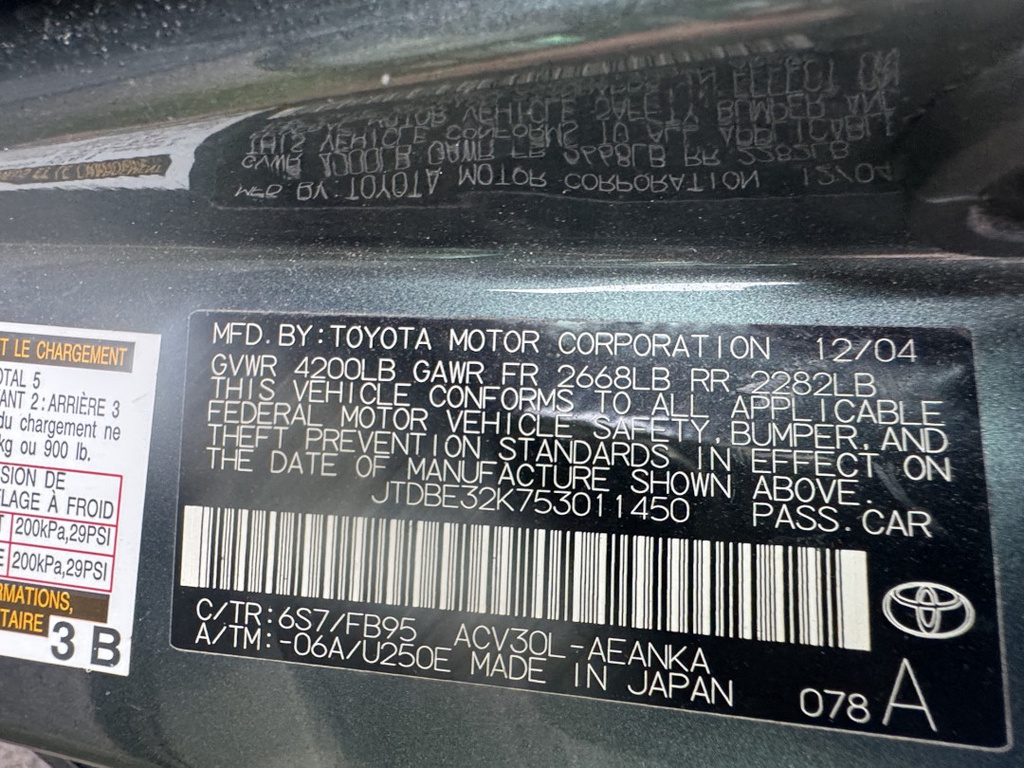 MFD. BY: TOYOTA MOTOR CORPORATION 12/04
GVWR 4200LB GAWR FR 2668LB RR 2282LB
THIS VEHICLE CONFORMS TO ALL APPLICABLE
FEDERAL MOTOR VEHICLE SAFETY, BUMPER, AND
THEFT PREVENTION STANDARDS IN EFFECT ON
THE DATE OF MANUFACTURE SHOWN ABOVE.
JTDBE32K753011450 PASS. CAR
C/TR: 6S7/FB95 ACV30L-AEANKA
A/TM: -06A/U250E MADE IN JAPAN
078 A
T LE CHARGEMENT
OTAL 5
ANT 2: ARRIÈRE 3
du chargement ne
kg ou 900 lb.
SION DE
FLAGE À FROID
200kPa,29PSI
200kPa,29PSI
RMATIONS,
TAIRE
3 B